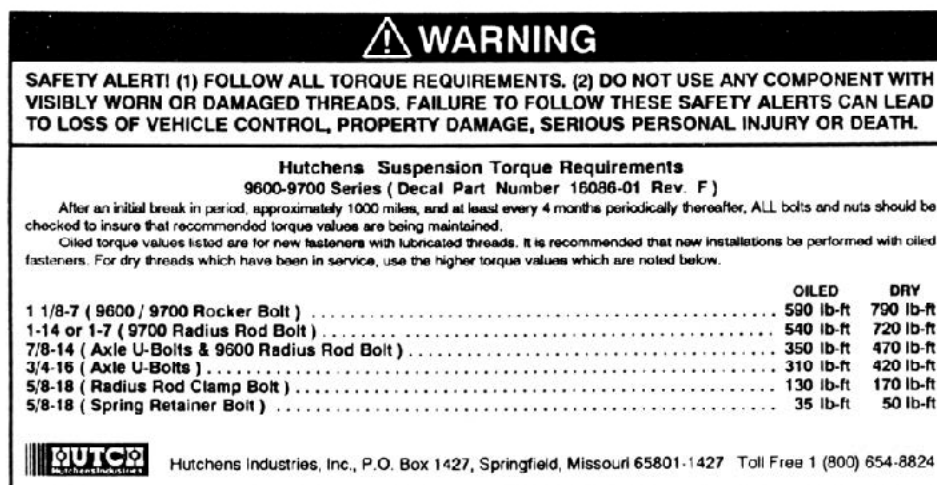 WARNING
SAFETY ALERT! (1) FOLLOW ALL TORQUE REQUIREMENTS. (2) DO NOT USE ANY COMPONENT WITH
VISIBLY WORN OR DAMAGED THREADS. FAILURE TO FOLLOW THESE SAFETY ALERTS CAN LEAD
TO LOSS OF VEHICLE CONTROL, PROPERTY DAMAGE, SERIOUS PERSONAL INJURY OR DEATH.
Hutchens Suspension Torque Requirements
9600-9700 Series ( Decal Part Number 16086-01 Rev. F )
After an initial break in period, approximately 1000 miles, and at least every 4 months periodically thereafter, ALL bolts and nuts should be
checked to insure that recommended torque values are being maintained.
Oiled torque values listed are for new fasteners with lubricated threads. It is recommended that new installations be performed with oiled
fasteners. For dry threads which have been in service, use the higher torque values which are noted below.
OILED DRY
1 1/8-7 ( 9600 / 9700 Rocker Bolt ) 590 lb-ft 790 lb-ft
1-14 or 1-7 ( 9700 Radius Rod Bolt ) 540 lb-ft 720 lb-ft
7/8-14 ( Axle U-Bolts & 9600 Radius Rod Bolt ) 350 lb-ft 470 lb-ft
3/4-16 ( Axle U-Bolts ) 310 lb-ft 420 lb-ft
5/8-18 ( Radius Rod Clamp Bolt ) 130 lb-ft 170 lb-ft
5/8-18 ( Spring Retainer Bolt ) 35 lb-ft 50 lb-ft
HUTCH
Hutchens Industries
Hutchens Industries, Inc., P.O. Box 1427, Springfield, Missouri 65801-1427 Toll Free 1 (800) 654-8824